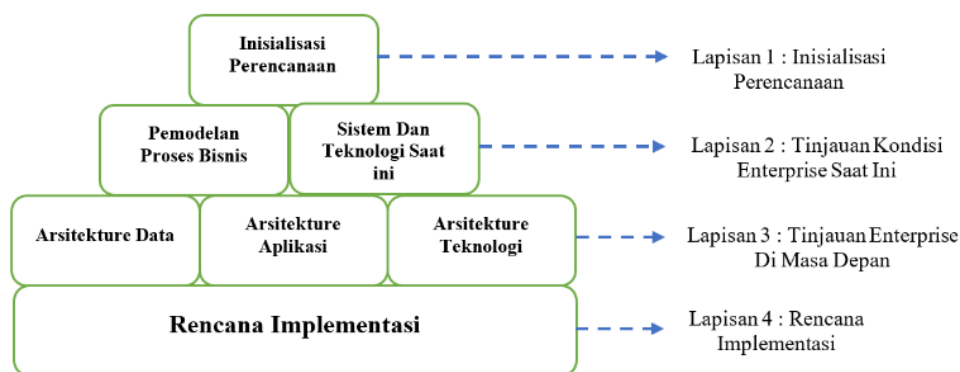 Inisialisasi
Perencanaan
Lapisan 1 : Inisialisasi
Perencanaan
Pemodelan
Proses Bisnis
Sistem Dan
Teknologi Saat
ini
Lapisan 2 : Tinjauan Kondisi
Enterprise Saat Ini
Arsitekture Data
Arsitekture
Aplikasi
Arsitekture
Teknologi
Lapisan 3 : Tinjauan Enterprise
Di Masa Depan
Rencana Implementasi
Lapisan 4 : Rencana
Implementasi